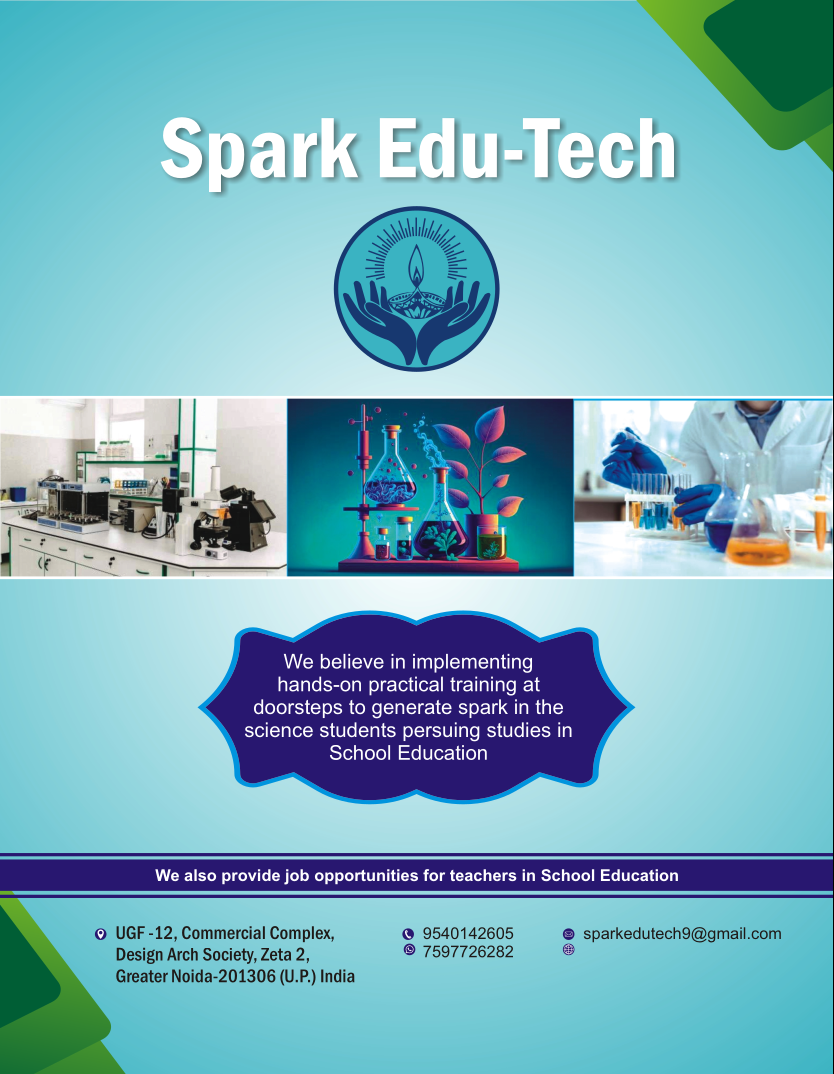 Spark Edu-Tech
We believe in implementing
hands-on practical training at
doorsteps to generate spark in the
science students persuing studies in
School Education
We also provide job opportunities for teachers in School Education
UGF -12, Commercial Complex,
Design Arch Society, Zeta 2,
Greater Noida-201306 (U.P.) India
9540142605
7597726282
sparkedutech9@gmail.com